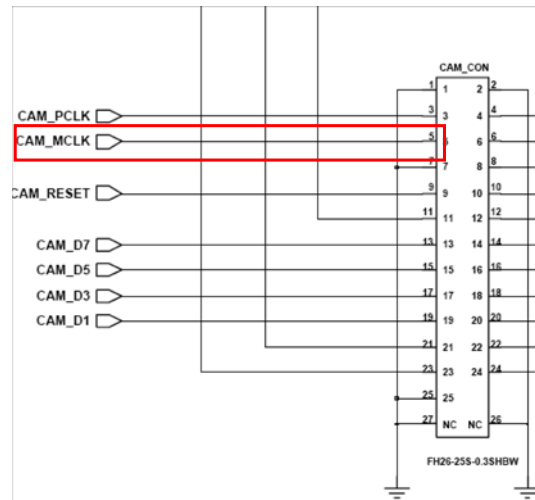 CAM_CON
1 1 2 2
CAM_PCLK 3 3 4 4
CAM_MCLK 5 6 6
7 7 8 8
CAM_RESET 9 9 10 10
11 11 12 12
CAM_D7 13 13 14 14
CAM_D5 15 15 16 16
CAM_D3 17 17 18 18
CAM_D1 19 19 20 20
21 21 22 22
23 23 24 24
25 25
27 NC NC 26
FH26-25S-0.3SHBW